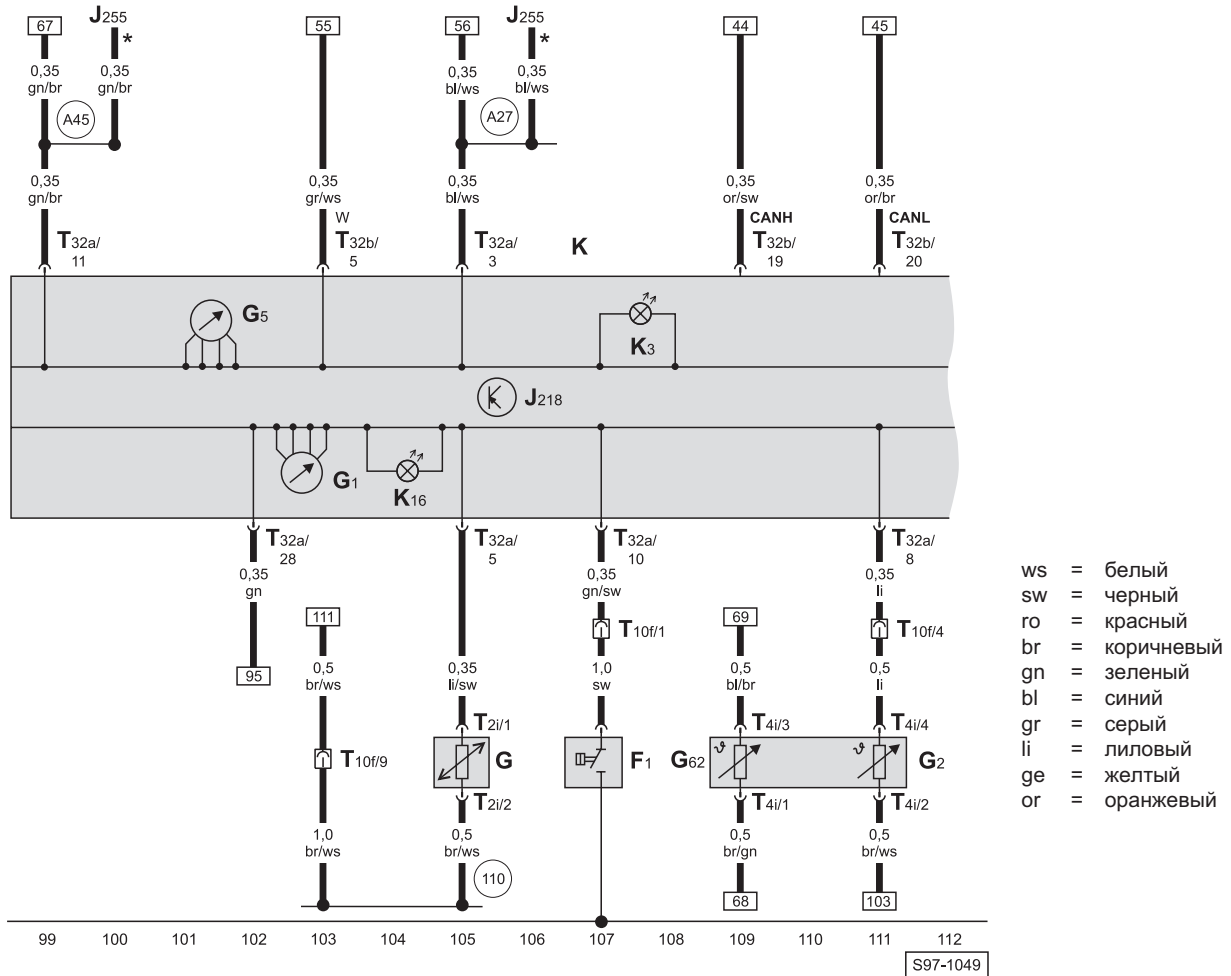 67 J255 * 55 56 J255 * 44 45
0,35 gn/br 0,35 gn/br 0,35 bl/ws 0,35 bl/ws
A45 A27
0,35 gn/br 0,35 gr/ws 0,35 bl/ws 0,35 or/sw 0,35 or/br
W CANH CANL
T32a/ 11 T32b/ 5 T32a/ 3 K T32b/ 19 T32b/ 20
G5
K3
J218
G1
K16
T32a/ 28 T32a/ 5 T32a/ 10 T32a/ 8
0,35 gn 0,35 gn/sw 0,35 li
111 69
T10f/1 T10f/4
95
0,5 br/ws 0,35 li/sw 1,0 sw 0,5 bl/br 0,5 li
T2i/1 T4i/3 T4i/4
T10f/9 G F1 G62 ϑ ϑ G2
T2i/2 T4i/1 T4i/2
1,0 br/ws 0,5 br/ws 0,5 br/gn 0,5 br/ws
110
68 103
99 100 101 102 103 104 105 106 107 108 109 110 111 112
S97-1049
ws = белый
sw = черный
ro = красный
br = коричневый
gn = зеленый
bl = синий
gr = серый
li = лиловый
ge = желтый
or = оранжевый